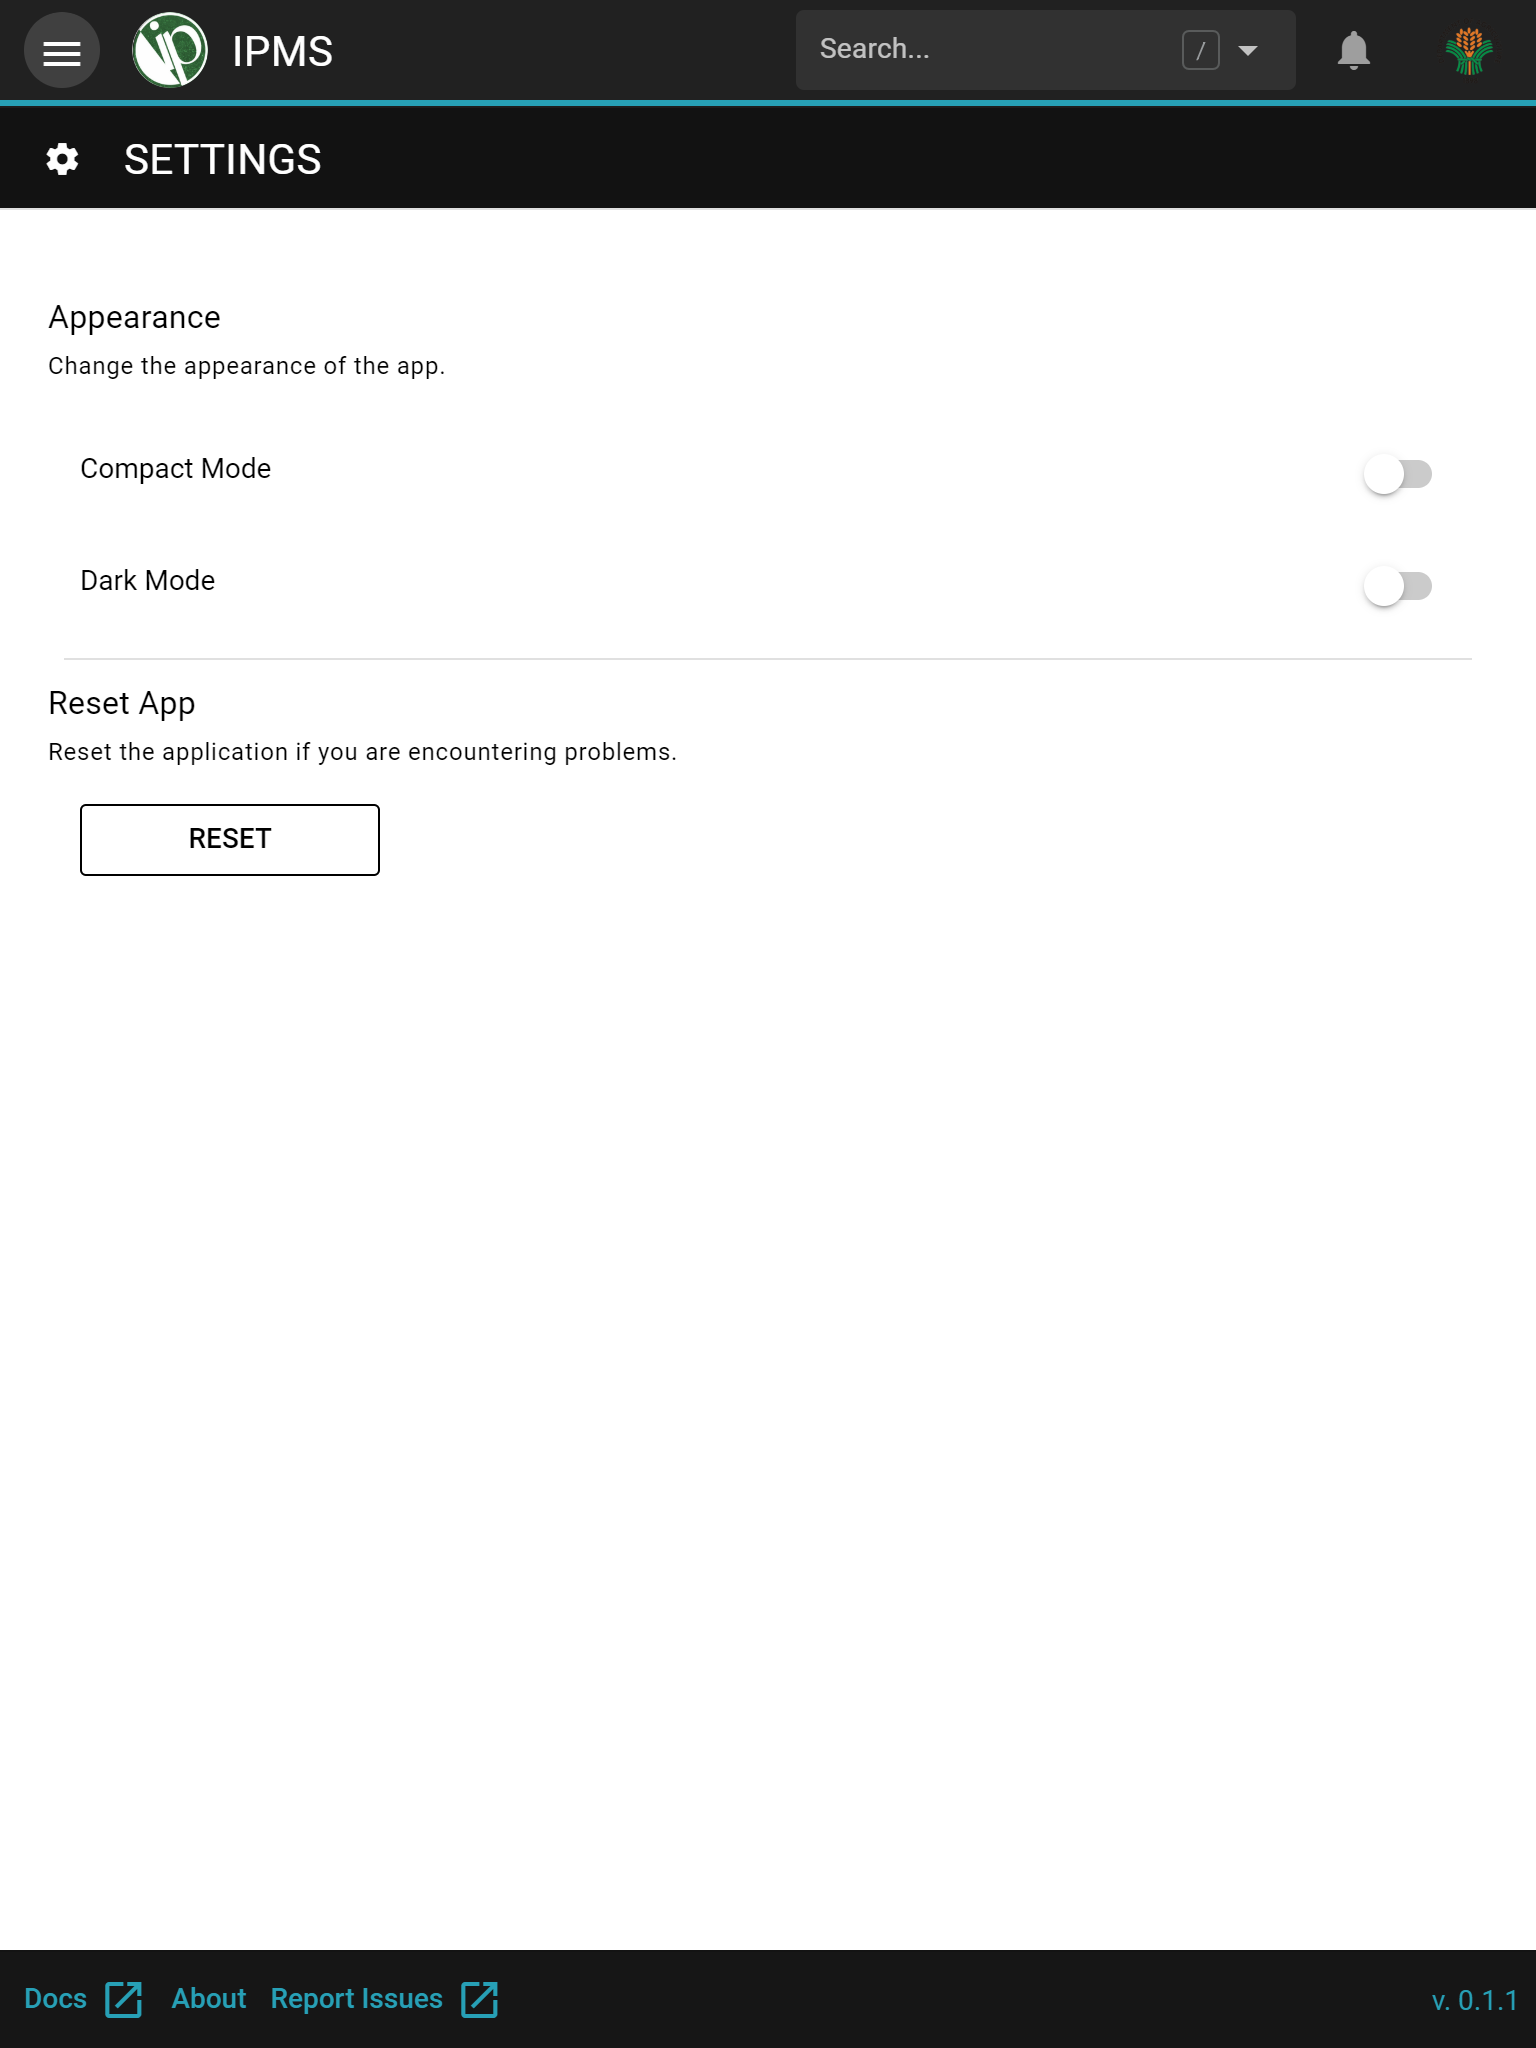 IPMS
Search...
/
SETTINGS
Appearance
Change the appearance of the app.
Compact Mode
Dark Mode
Reset App
Reset the application if you are encountering problems.
RESET
Docs About Report Issues
v. 0.1.1